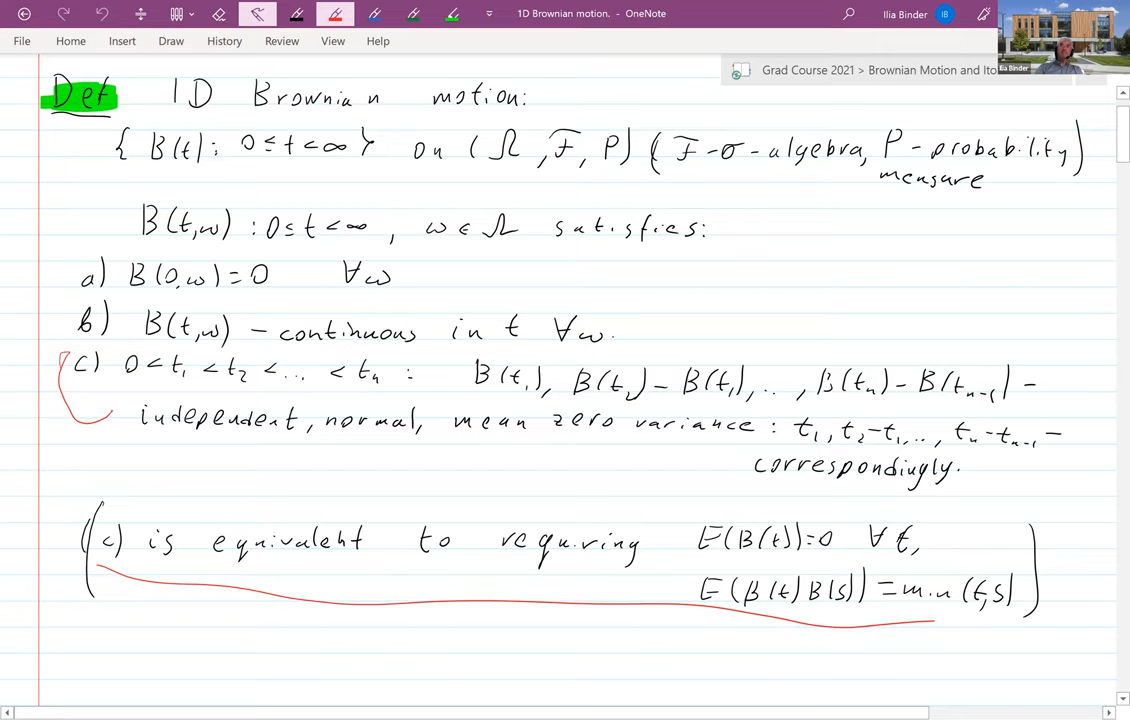 1D Brownian motion. - OneNote
Ilia Binder IB
File Home Insert Draw History Review View Help
Ilia Binder
Grad Course 2021 > Brownian Motion and Ito
Def 1D Brownian motion:
{ B(t): 0≤t<∞} on (Ω, F, P) (F-σ-algebra, P-probability
measure)
B(t,ω) : 0≤t<∞, ω∈Ω satisfies:
a) B(0,ω)=0 ∀ω
b) B(t,ω) – continuous in t ∀ω.
c) 0<t₁<t₂<...<tₙ: B(t₁), B(t₂)–B(t₁),..., B(tₙ)–B(tₙ₋₁) –
independent, normal, mean zero variance: t₁, t₂–t₁,..., tₙ–tₙ₋₁ –
correspondingly.
(c) is equivalent to requiring E(B(t))=0 ∀t,
E(B(t)B(s))=min(t,s))